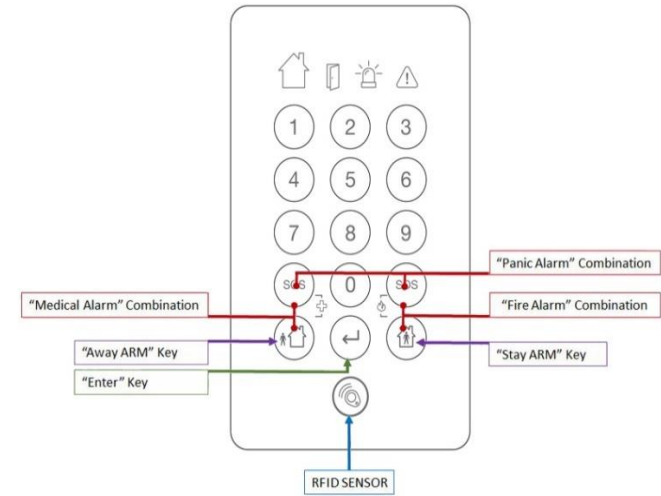 1 2 3
4 5 6
7 8 9
SOS 0 SOS
"Panic Alarm" Combination
"Medical Alarm" Combination
"Fire Alarm" Combination
"Away ARM" Key
"Stay ARM" Key
"Enter" Key
RFID SENSOR